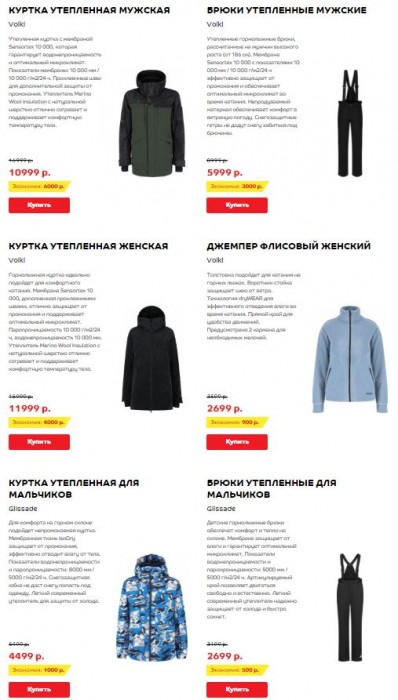 КУРТКА УТЕПЛЕННАЯ МУЖСКАЯ
Volkl
Утепленная куртка с мембраной
Sensortex 10 000, которая
гарантирует водонепроницаемость
и оптимальный микроклимат.
Показатели мембраны: 10 000 мм /
10 000 г/м2/24 ч. Проклеенные швы
для дополнительной защиты от
промокания. Утеплитель Merino
Wool Insulation с натуральной
шерстью отлично согревает и
поддерживает комфортную
температуру тела.
16999 р.
10999 р.
Экономия: 6000 р.
Купить
БРЮКИ УТЕПЛЕННЫЕ МУЖСКИЕ
Volkl
Утепленные горнолыжные брюки,
рассчитанные на мужчин высокого
роста (от 186 см). Мембрана
Sensortex 10 000 с показателями
10 000 мм / 10 000 г/м2/24 ч
эффективно защищает от
промокания и обеспечивает
оптимальный микроклимат во
время катания. Непродуваемый
материал обеспечивает комфорт в
ветреную погоду. Снегозащитные
гетры не дадут снегу забиться под
брючины.
8999 р.
5999 р.
Экономия: 3000 р.
Купить
КУРТКА УТЕПЛЕННАЯ ЖЕНСКАЯ
Volkl
Горнолыжная куртка идеально
подойдет для комфортного
катания. Мембрана Sensortex 10
000, дополненная проклеенными
швами, отлично защищает от
промокания и поддерживает
оптимальный микроклимат.
Паропроницаемость 10 000 г/м2/24
ч, водонепроницаемость 10 000 мм.
Утеплитель Merino Wool Insulation с
натуральной шерстью отлично
согревает и поддерживает
комфортную температуру тела.
15999 р.
11999 р.
Экономия: 4000 р.
Купить
ДЖЕМПЕР ФЛИСОВЫЙ ЖЕНСКИЙ
Volkl
Толстовка подойдет для катания на
горных лыжах. Воротник стойка
защищает шею от ветра.
Технология dryWEAR для
эффективного отведения влаги во
время катания. Прямой крой для
удобства движений.
Предусмотрено 2 кармана для
необходимых мелочей.
3599 р.
2699 р.
Экономия: 900 р.
Купить
КУРТКА УТЕПЛЕННАЯ ДЛЯ
МАЛЬЧИКОВ
Glissade
Для комфорта на горном склоне
подойдет непромокаемая куртка.
Мембранная ткань IsoDry
защищает от промокания,
эффективно отводит влагу от тела.
Показатели водонепроницаемости
и паропроницаемости: 8000 мм /
5000 г/м2/24 ч. Снегозащитная
юбка не даст снегу попасть под
одежду. Легкий современный
утеплитель для защиты от холода.
5499 р.
4499 р.
Экономия: 1000 р.
Купить
БРЮКИ УТЕПЛЕННЫЕ ДЛЯ
МАЛЬЧИКОВ
Glissade
Детские горнолыжные брюки
обеспечат комфорт и тепло на
склоне. Мембрана защищает от
влаги и гарантирует оптимальный
микроклимат. Показатели
водонепроницаемости и
паропроницаемости: 5000 мм /
5000 г/м2/24 ч. Артикулируемый
крой позволяет двигаться
свободно и естественно. Легкий
современный утеплитель надежно
защищает от холода и быстро
сохнет.
3199 р.
2699 р.
Экономия: 500 р.
Купить